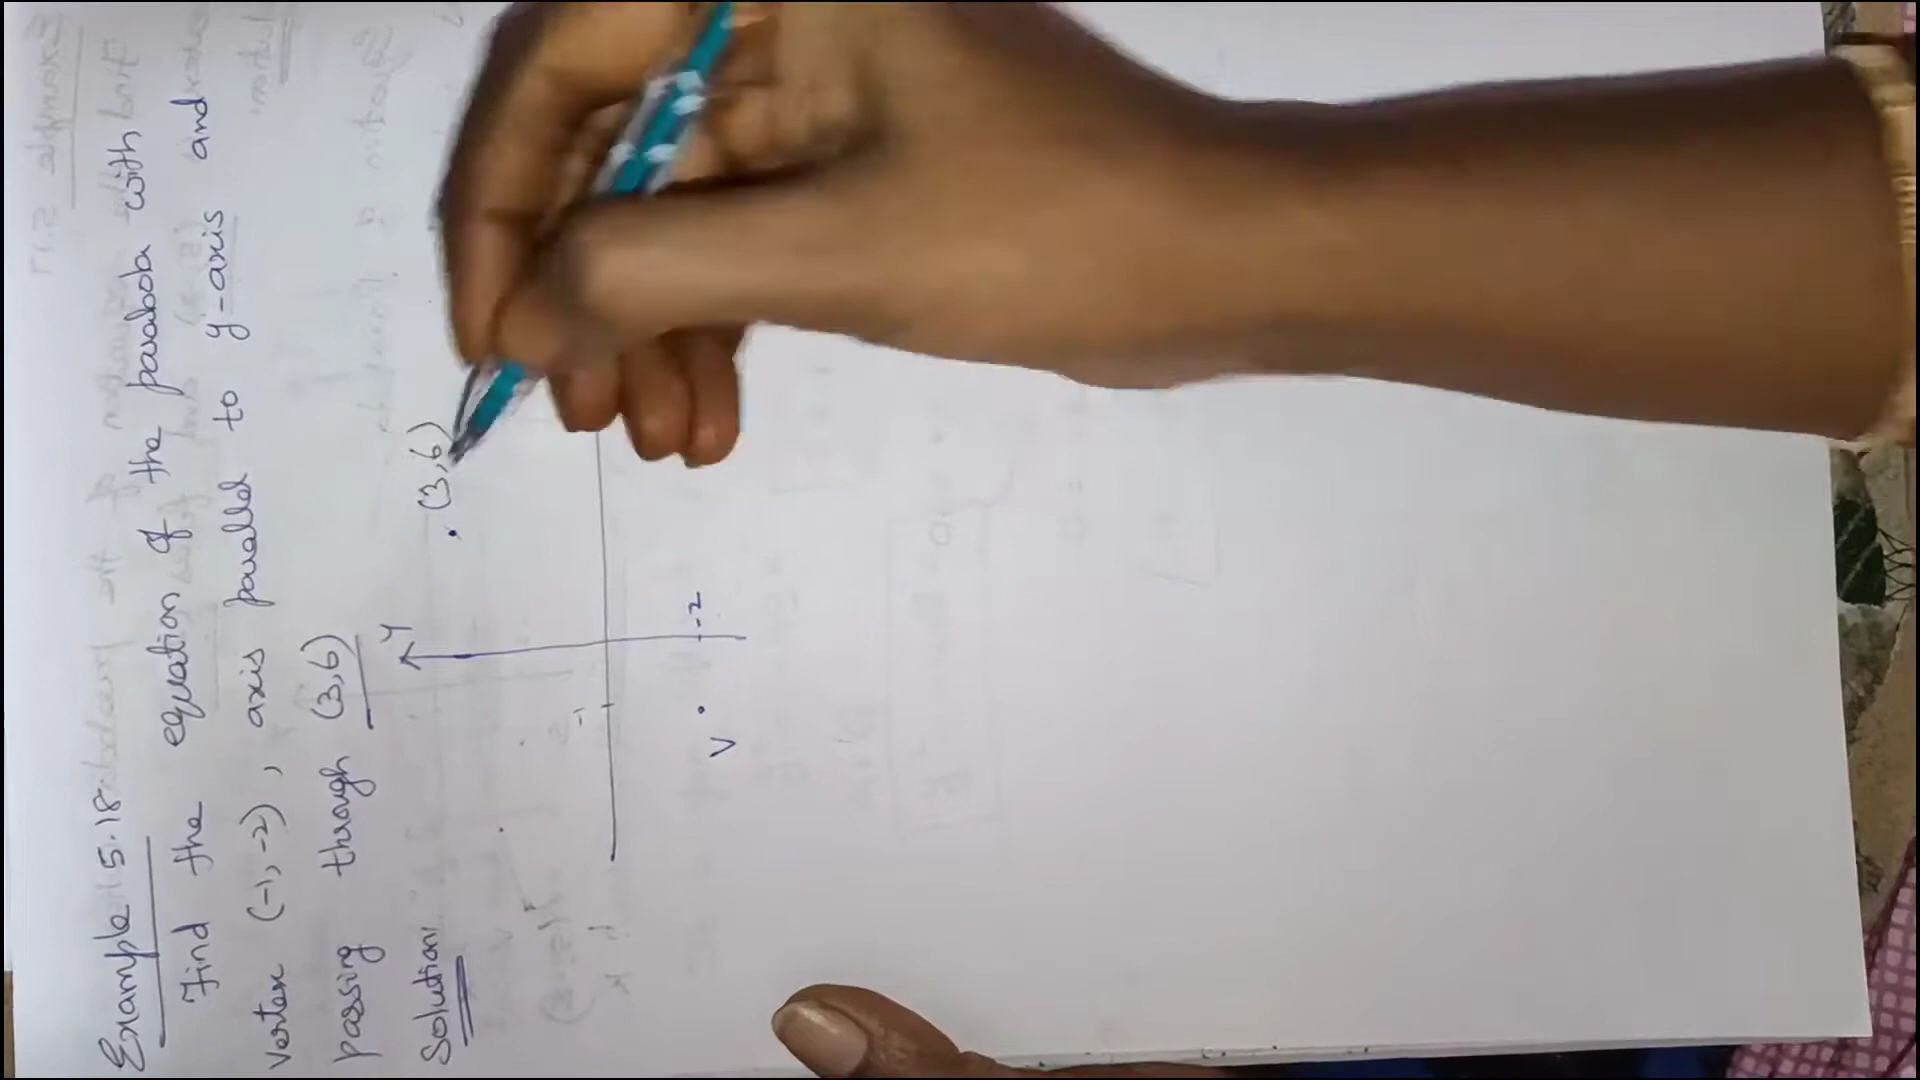 Example 5.18
Find the equation of the parabola with
vertex (-1,-2), axis parallel to y-axis and
passing through (3,6)
Solution:
Y
. (3,6)
-1
-2
V